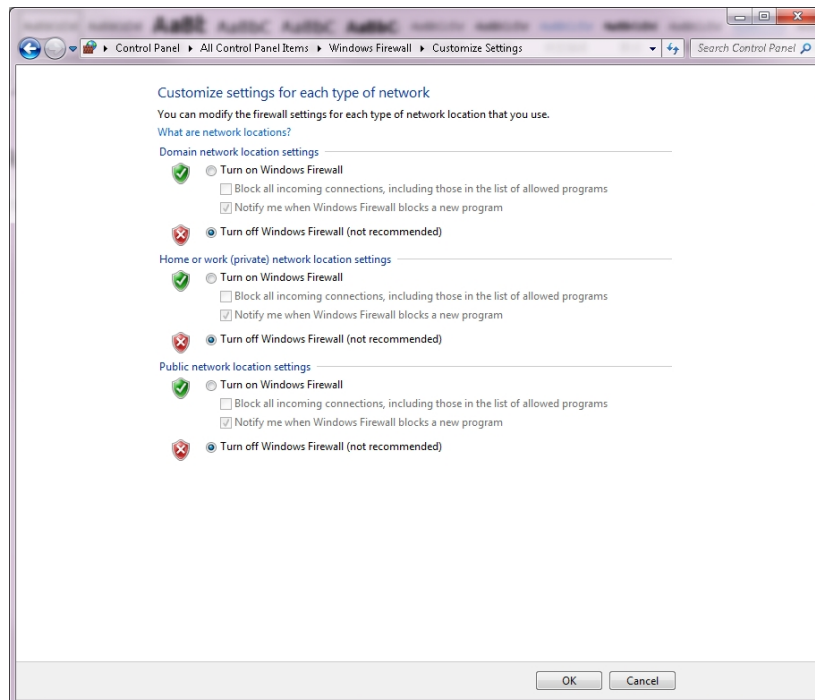 AaBb AaBbC AaBbC AaBbC
Control Panel All Control Panel Items Windows Firewall Customize Settings Search Control Panel
Customize settings for each type of network
You can modify the firewall settings for each type of network location that you use.
What are network locations?
Domain network location settings
Turn on Windows Firewall
Block all incoming connections, including those in the list of allowed programs
Notify me when Windows Firewall blocks a new program
Turn off Windows Firewall (not recommended)
Home or work (private) network location settings
Turn on Windows Firewall
Block all incoming connections, including those in the list of allowed programs
Notify me when Windows Firewall blocks a new program
Turn off Windows Firewall (not recommended)
Public network location settings
Turn on Windows Firewall
Block all incoming connections, including those in the list of allowed programs
Notify me when Windows Firewall blocks a new program
Turn off Windows Firewall (not recommended)
OK Cancel